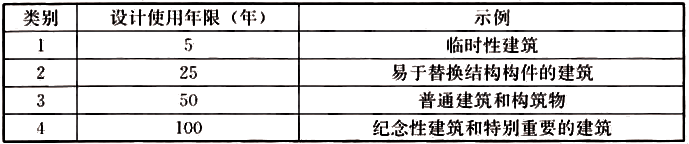 类别 设计使用年限（年） 示例
1 5 临时性建筑
2 25 易于替换结构构件的建筑
3 50 普通建筑和构筑物
4 100 纪念性建筑和特别重要的建筑